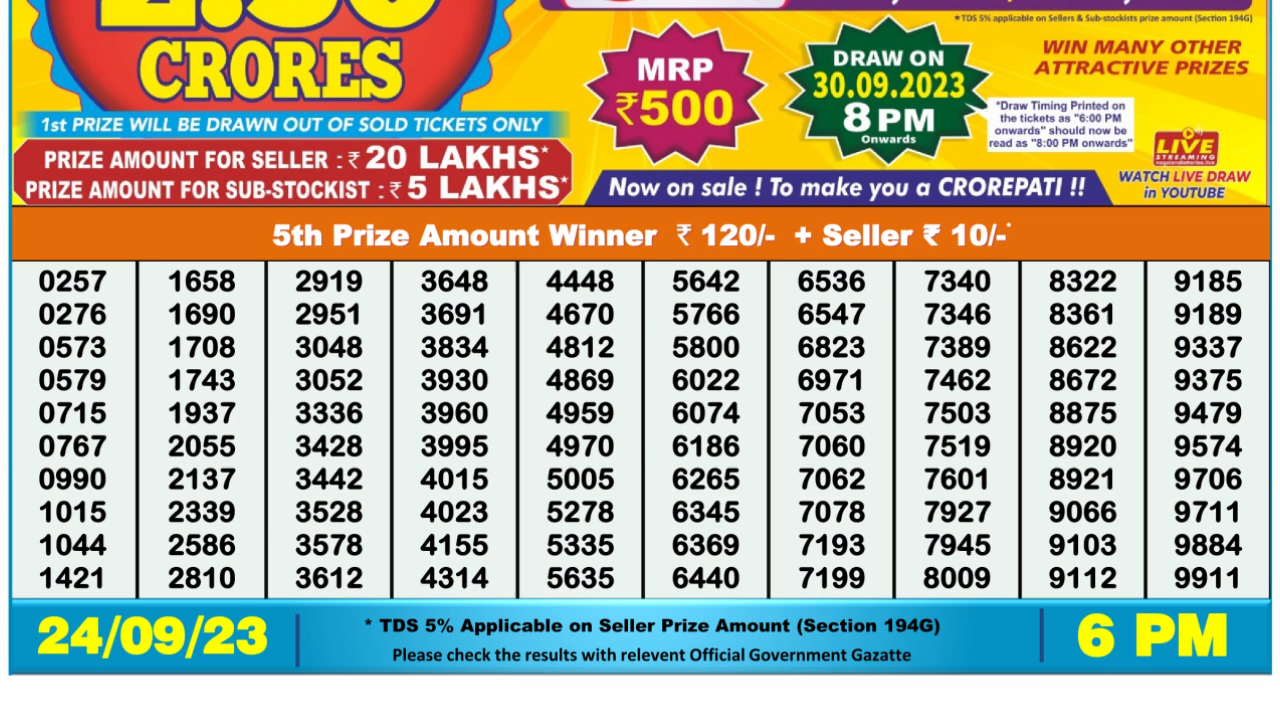 CRORES
1st PRIZE WILL BE DRAWN OUT OF SOLD TICKETS ONLY
PRIZE AMOUNT FOR SELLER : ₹ 20 LAKHS*
PRIZE AMOUNT FOR SUB-STOCKIST : ₹ 5 LAKHS*
★TDS 5% applicable on Sellers & Sub-stockists prize amount (Section 194G)
MRP
₹500
DRAW ON
30.09.2023
8 PM
Onwards
WIN MANY OTHER
ATTRACTIVE PRIZES
*Draw Timing Printed on
the tickets as "6:00 PM
onwards" should now be
read as "8:00 PM onwards"
LIVE
STREAMING
WATCH LIVE DRAW
in YOUTUBE
Now on sale ! To make you a CROREPATI !!
5th Prize Amount Winner ₹ 120/- + Seller ₹ 10/-*
0257 1658 2919 3648 4448 5642 6536 7340 8322 9185
0276 1690 2951 3691 4670 5766 6547 7346 8361 9189
0573 1708 3048 3834 4812 5800 6823 7389 8622 9337
0579 1743 3052 3930 4869 6022 6971 7462 8672 9375
0715 1937 3336 3960 4959 6074 7053 7503 8875 9479
0767 2055 3428 3995 4970 6186 7060 7519 8920 9574
0990 2137 3442 4015 5005 6265 7062 7601 8921 9706
1015 2339 3528 4023 5278 6345 7078 7927 9066 9711
1044 2586 3578 4155 5335 6369 7193 7945 9103 9884
1421 2810 3612 4314 5635 6440 7199 8009 9112 9911
24/09/23
* TDS 5% Applicable on Seller Prize Amount (Section 194G)
Please check the results with relevent Official Government Gazatte
6 PM